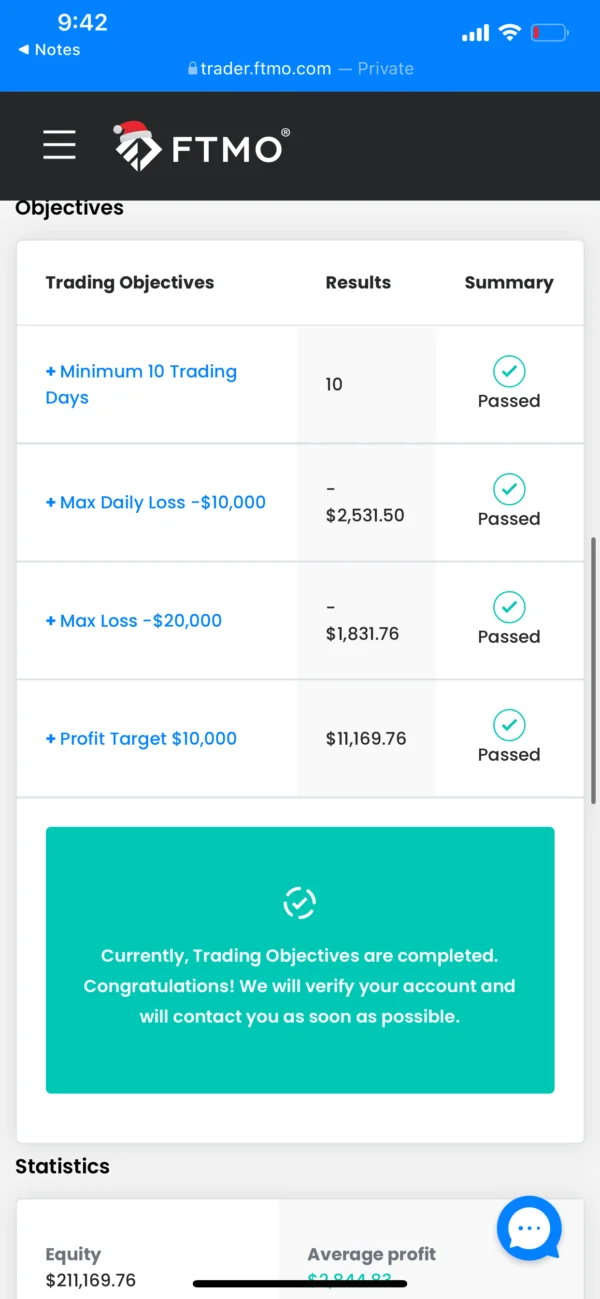 9:42
◀ Notes
trader.ftmo.com — Private
FTMO®
Objectives
Trading Objectives Results Summary
+ Minimum 10 Trading
Days
10
Passed
+ Max Daily Loss -$10,000
-
$2,531.50
Passed
+ Max Loss -$20,000
-
$1,831.76
Passed
+ Profit Target $10,000
$11,169.76
Passed
Currently, Trading Objectives are completed.
Congratulations! We will verify your account and
will contact you as soon as possible.
Statistics
Equity
$211,169.76
Average profit
$2,844.83